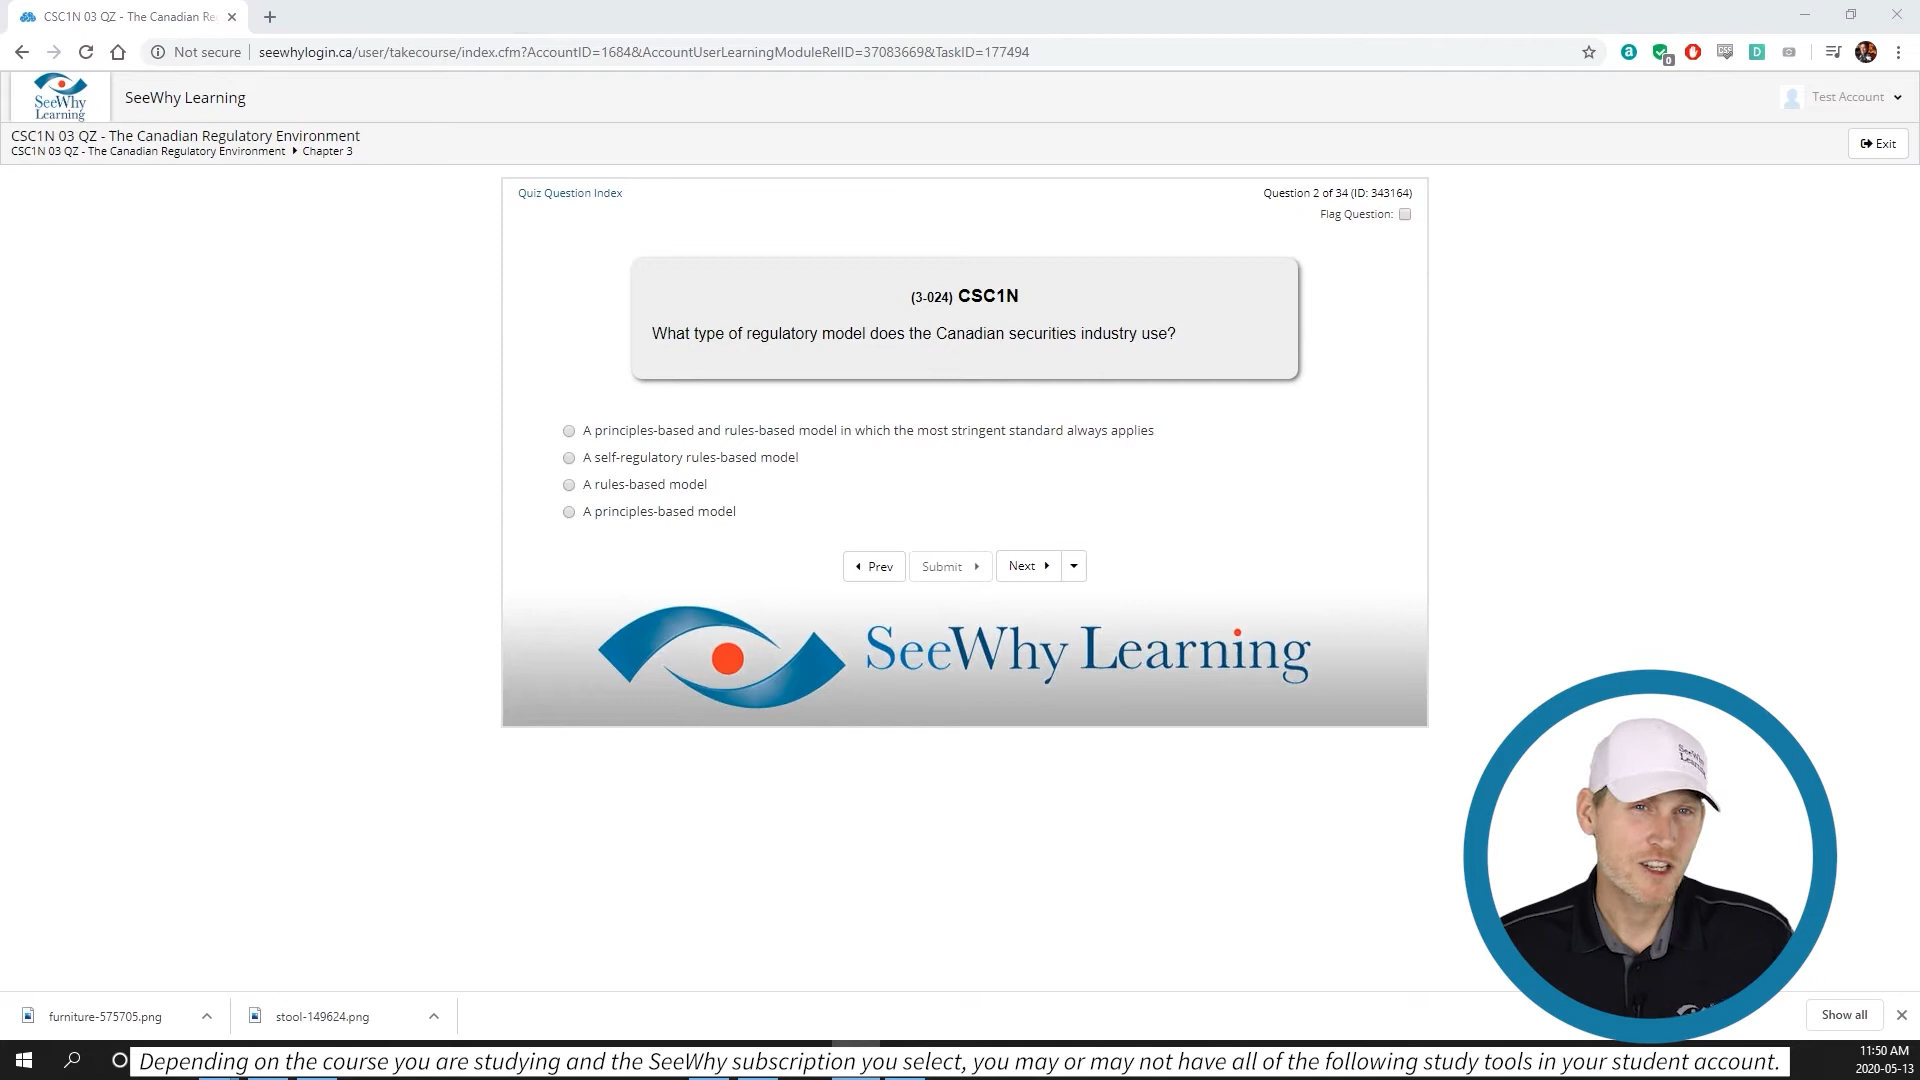 CSC1N 03 QZ - The Canadian Re
Not secure
seewhylogin.ca/user/takecourse/index.cfm?AccountID=1684&AccountUserLearningModuleRelID=37083669&TaskID=177494
SeeWhy
Learning
SeeWhy Learning
Test Account
CSC1N 03 QZ - The Canadian Regulatory Environment
CSC1N 03 QZ - The Canadian Regulatory Environment Chapter 3
Exit
Quiz Question Index
Question 2 of 34 (ID: 343164)
Flag Question:
(3-024) CSC1N
What type of regulatory model does the Canadian securities industry use?
A principles-based and rules-based model in which the most stringent standard always applies
A self-regulatory rules-based model
A rules-based model
A principles-based model
Prev
Submit
Next
SeeWhy Learning
SeeWhy
Learning
furniture-575705.png
stool-149624.png
Show all
Depending on the course you are studying and the SeeWhy subscription you select, you may or may not have all of the following study tools in your student account.
11:50 AM
2020-05-13